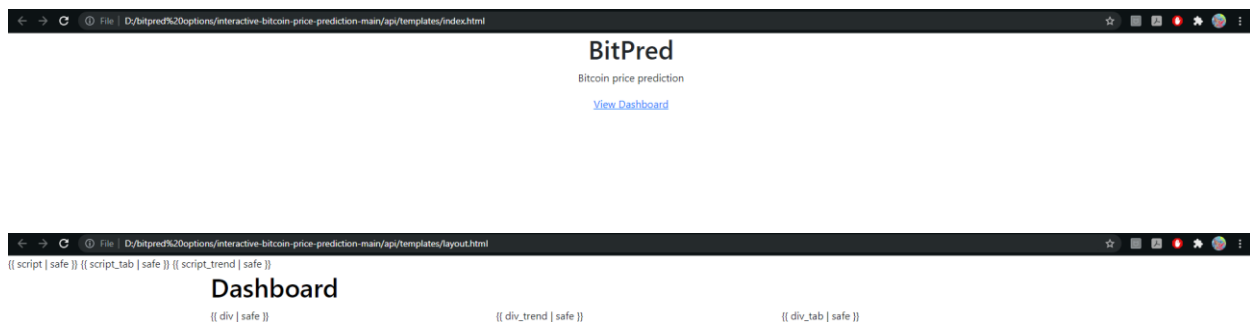 File | D:/bitpred%20options/interactive-bitcoin-price-prediction-main/api/templates/index.html
BitPred
Bitcoin price prediction
View Dashboard
File | D:/bitpred%20options/interactive-bitcoin-price-prediction-main/api/templates/layout.html
{{ script | safe }} {{ script_tab | safe }} {{ script_trend | safe }}
Dashboard
{{ div | safe }} {{ div_trend | safe }} {{ div_tab | safe }}